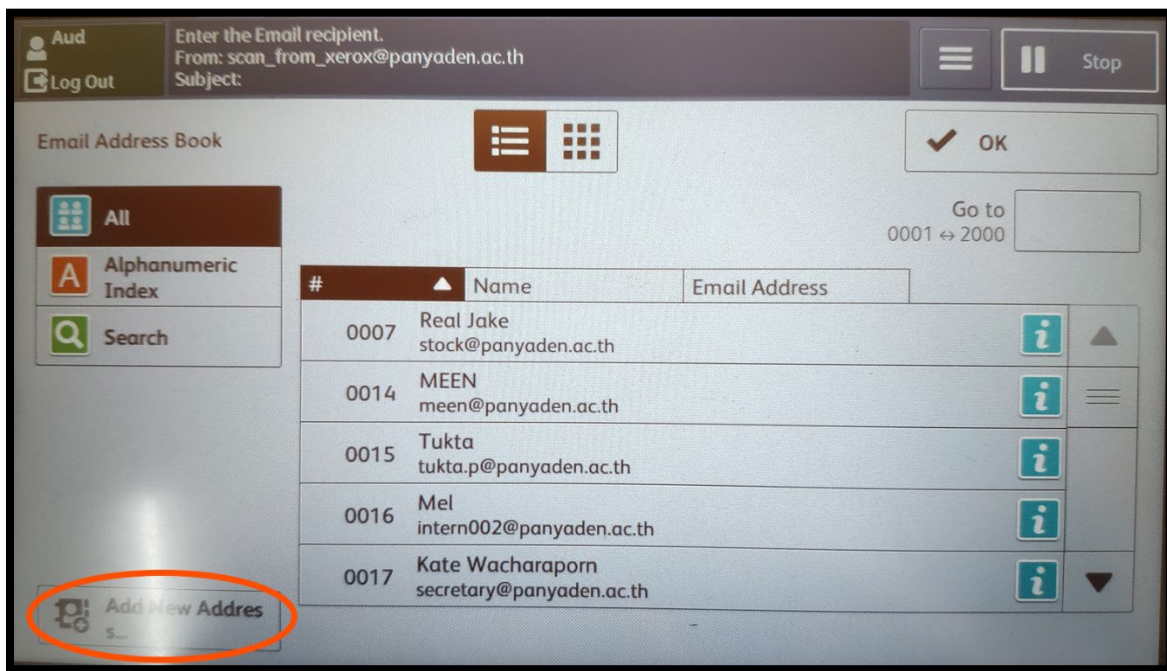 Aud
Log Out
Enter the Email recipient.
From: scan_from_xerox@panyaden.ac.th
Subject:
Stop
Email Address Book
OK
All
Alphanumeric
Index
Search
Go to
0001 ↔ 2000
# Name Email Address
0007 Real Jake
stock@panyaden.ac.th
0014 MEEN
meen@panyaden.ac.th
0015 Tukta
tukta.p@panyaden.ac.th
0016 Mel
intern002@panyaden.ac.th
0017 Kate Wacharaporn
secretary@panyaden.ac.th
Add New Addres
s...